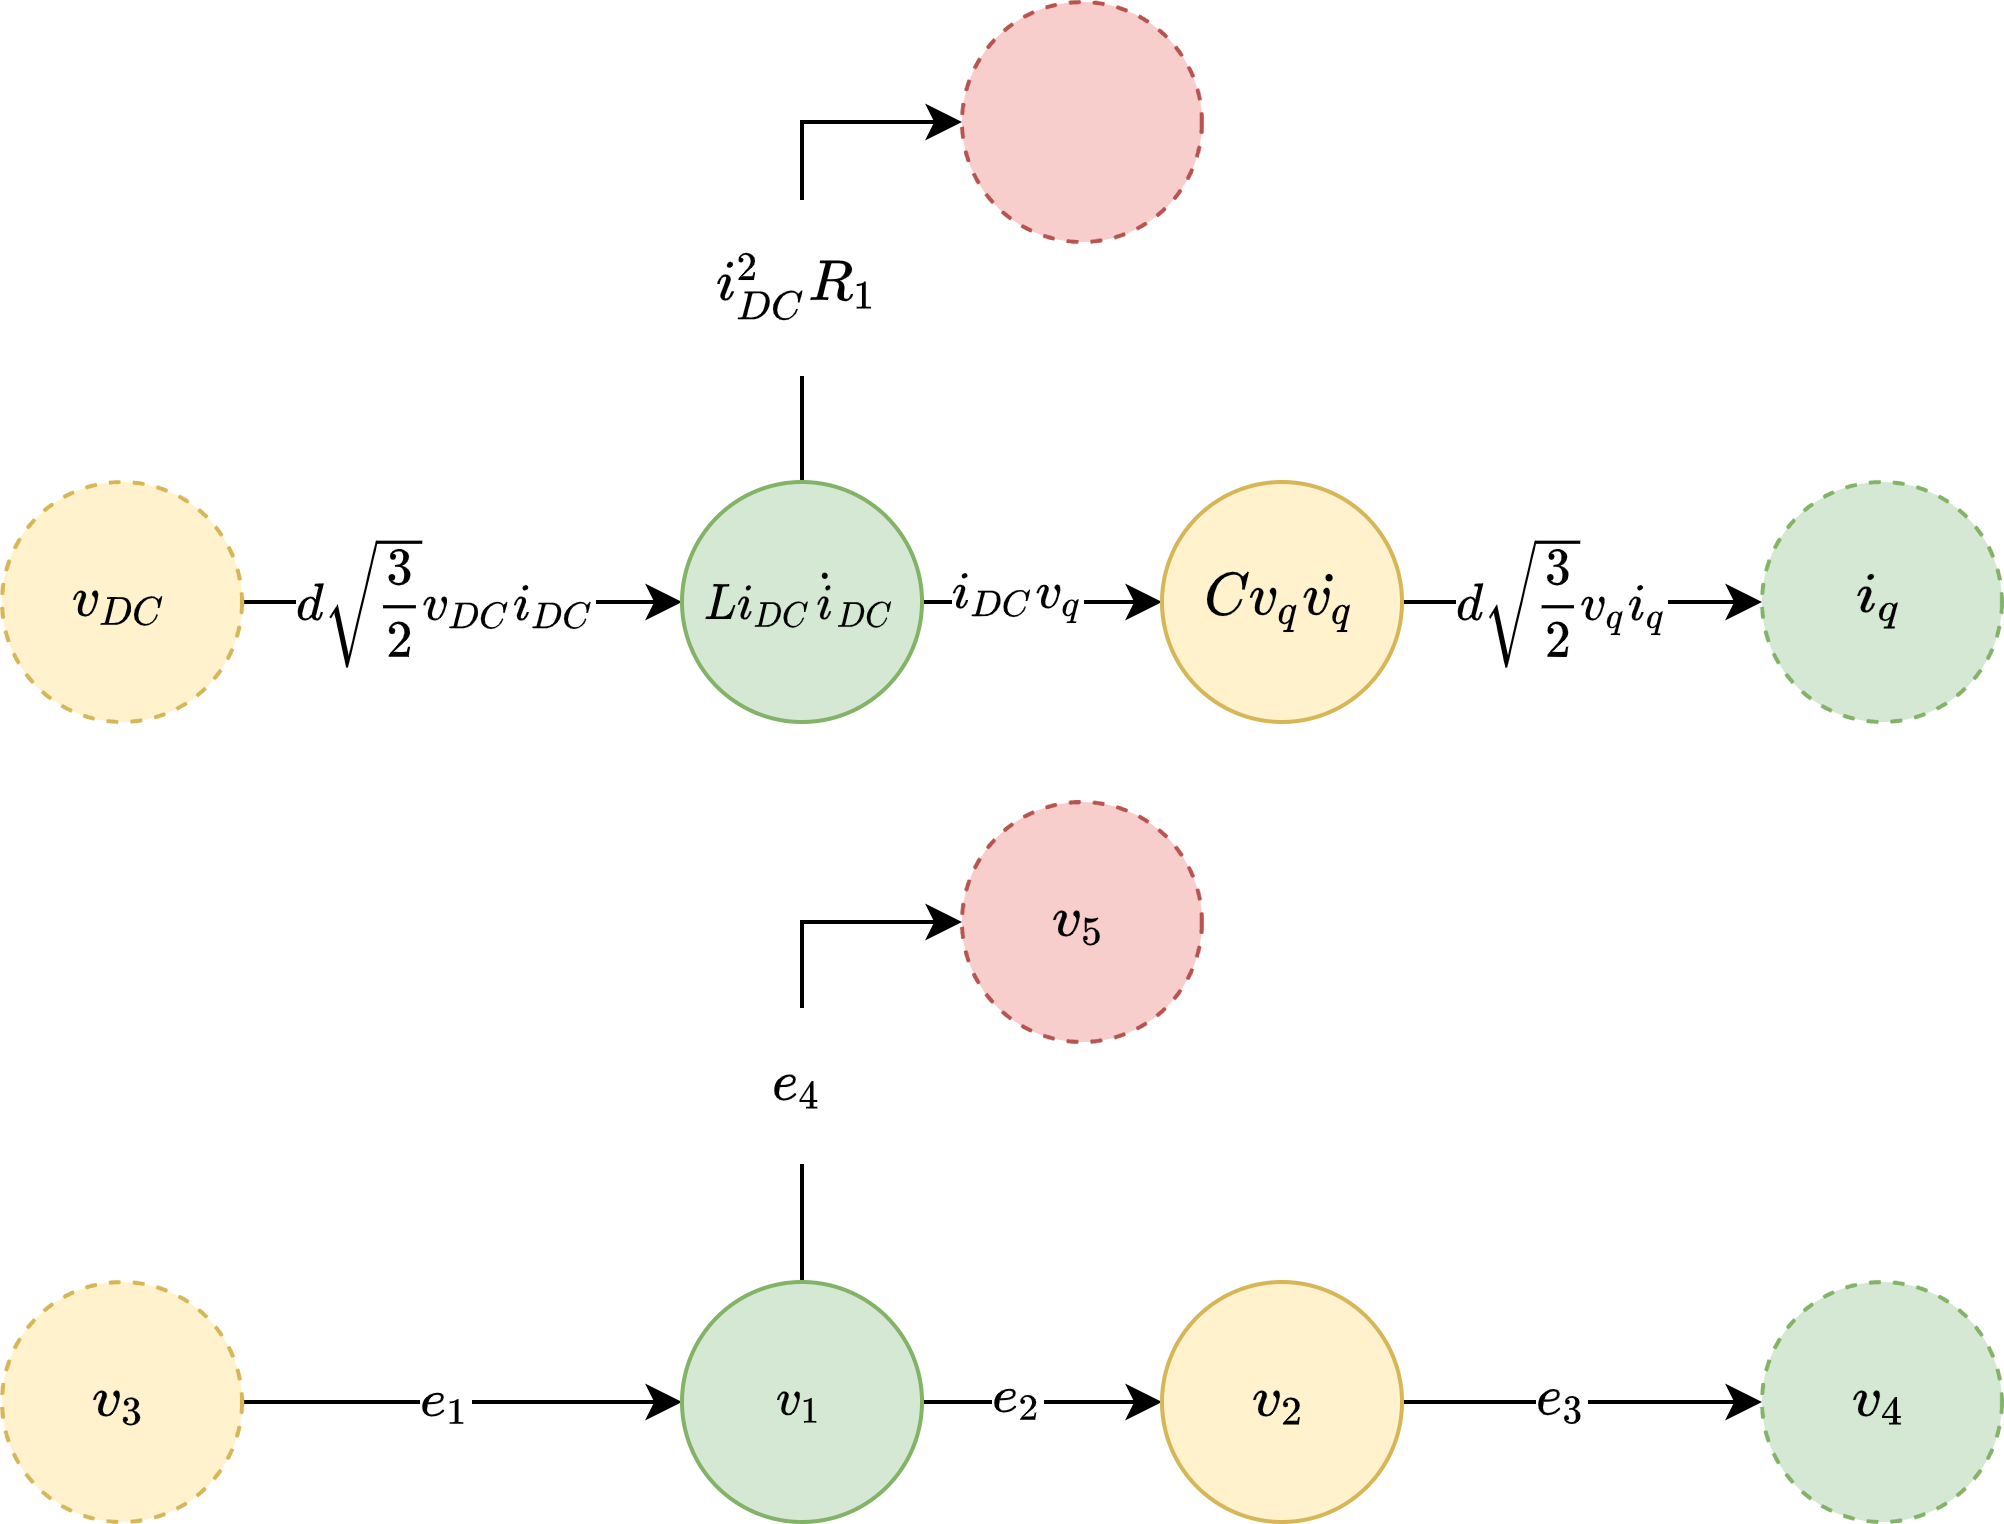 $i_{DC}^2 R_1$
$v_{DC}$ $d\sqrt{\frac{3}{2}} v_{DC} i_{DC}$ $L i_{DC} \dot{i}_{DC}$ $i_{DC} v_q$ $C v_q \dot{v}_q$ $d\sqrt{\frac{3}{2}} v_q i_q$ $i_q$
$v_5$
$e_4$
$v_3$ $e_1$ $v_1$ $e_2$ $v_2$ $e_3$ $v_4$